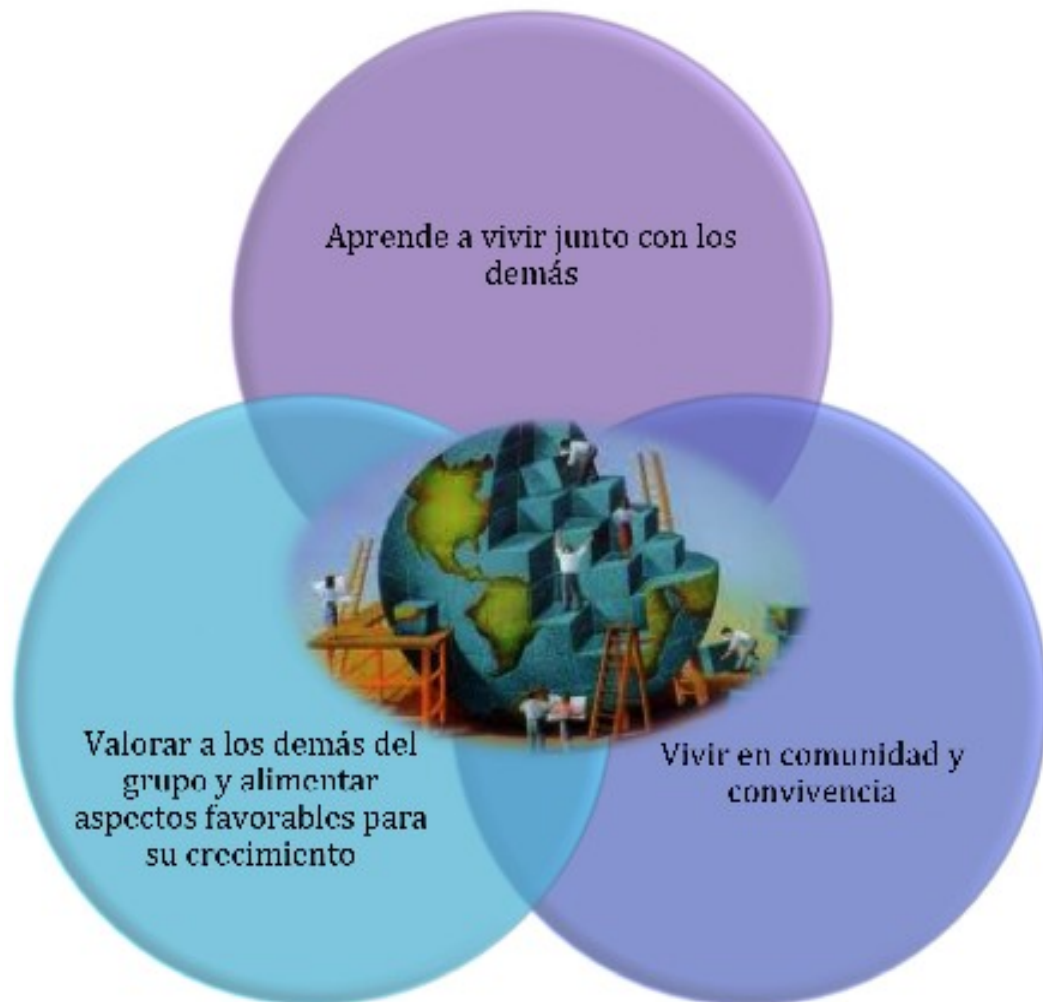 Aprende a vivir junto con los
demás
Valorar a los demás del
grupo y alimentar
aspectos favorables para
su crecimiento
Vivir en comunidad y
convivencia